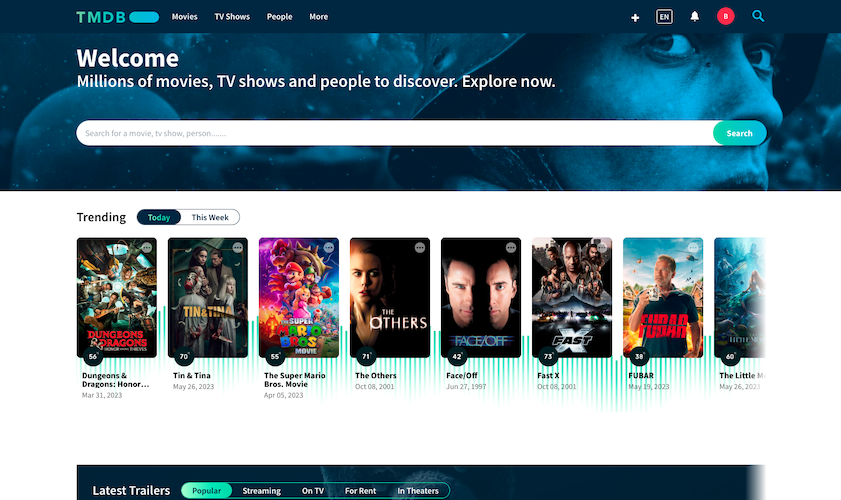 TMDB
Movies
TV Shows
People
More
EN
B
Welcome
Millions of movies, TV shows and people to discover. Explore now.
Search for a movie, tv show, person.......
Search
Trending
Today
This Week
DUNGEONS & DRAGONS
HONOR AMONG THIEVES
TIN&TINA
THE SUPER
MARIO
BROS.
MOVIE
THE
OTHERS
FACE/OFF
FAST X
FUBAR
56
70
55
71
42
73
38
60
Dungeons &
Dragons: Honor...
Mar 31, 2023
Tin & Tina
May 26, 2023
The Super Mario
Bros. Movie
Apr 05, 2023
The Others
Oct 08, 2001
Face/Off
Jun 27, 1997
Fast X
Oct 08, 2001
FUBAR
May 19, 2023
The Little M
May 26, 2023
Latest Trailers
Popular
Streaming
On TV
For Rent
In Theaters